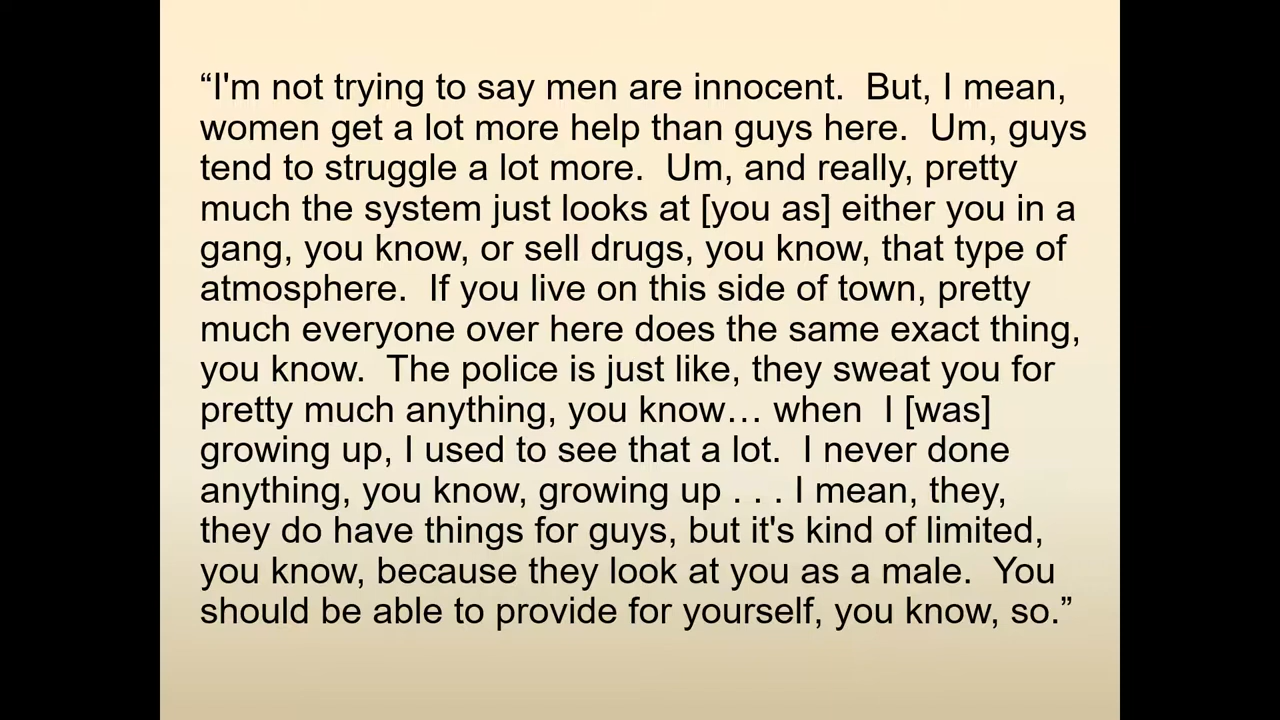 “I'm not trying to say men are innocent.  But, I mean,
women get a lot more help than guys here.  Um, guys
tend to struggle a lot more.  Um, and really, pretty
much the system just looks at [you as] either you in a
gang, you know, or sell drugs, you know, that type of
atmosphere.  If you live on this side of town, pretty
much everyone over here does the same exact thing,
you know.  The police is just like, they sweat you for
pretty much anything, you know… when  I [was]
growing up, I used to see that a lot.  I never done
anything, you know, growing up . . . I mean, they,
they do have things for guys, but it's kind of limited,
you know, because they look at you as a male.  You
should be able to provide for yourself, you know, so.”